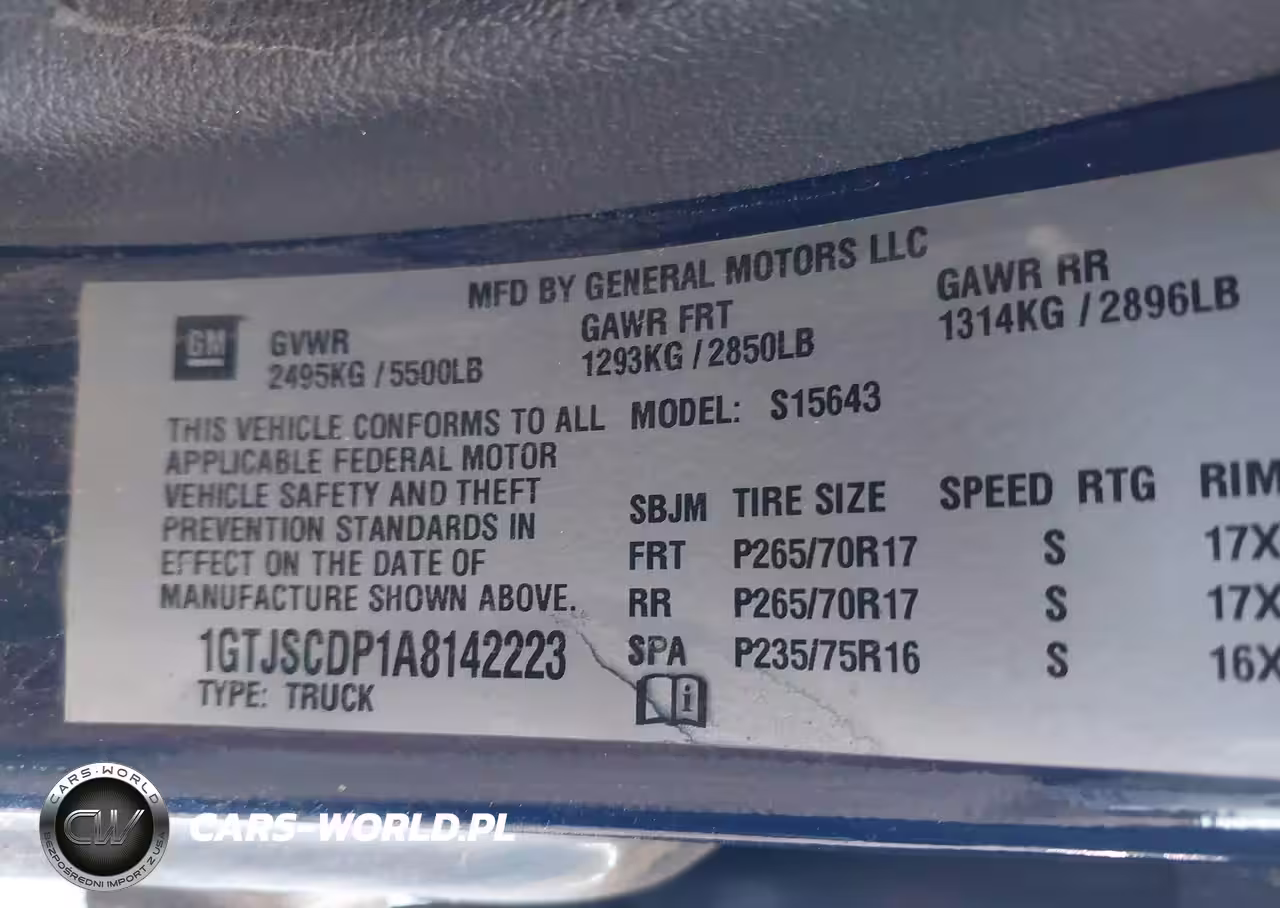 MFD BY GENERAL MOTORS LLC
GM
GVWR
2495KG / 5500LB
GAWR FRT
1293KG / 2850LB
GAWR RR
1314KG / 2896LB
THIS VEHICLE CONFORMS TO ALL
APPLICABLE FEDERAL MOTOR
VEHICLE SAFETY AND THEFT
PREVENTION STANDARDS IN
EFFECT ON THE DATE OF
MANUFACTURE SHOWN ABOVE.
1GTJSCDP1A8142223
TYPE: TRUCK
MODEL: S15643
SBJM TIRE SIZE SPEED RTG RIM
FRT P265/70R17 S 17X
RR P265/70R17 S 17X
SPA P235/75R16 S 16X
i
CARS-WORLD
CW
BEZPOŚREDNI IMPORT Z USA
CARS-WORLD.PL